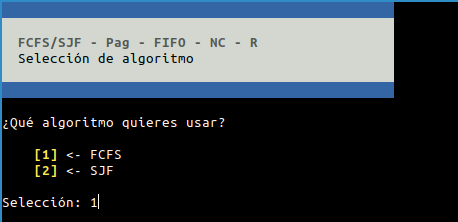 FCFS/SJF - Pag - FIFO - NC - R
Selección de algoritmo
¿Qué algoritmo quieres usar?
[1] <- FCFS
[2] <- SJF
Selección: 1